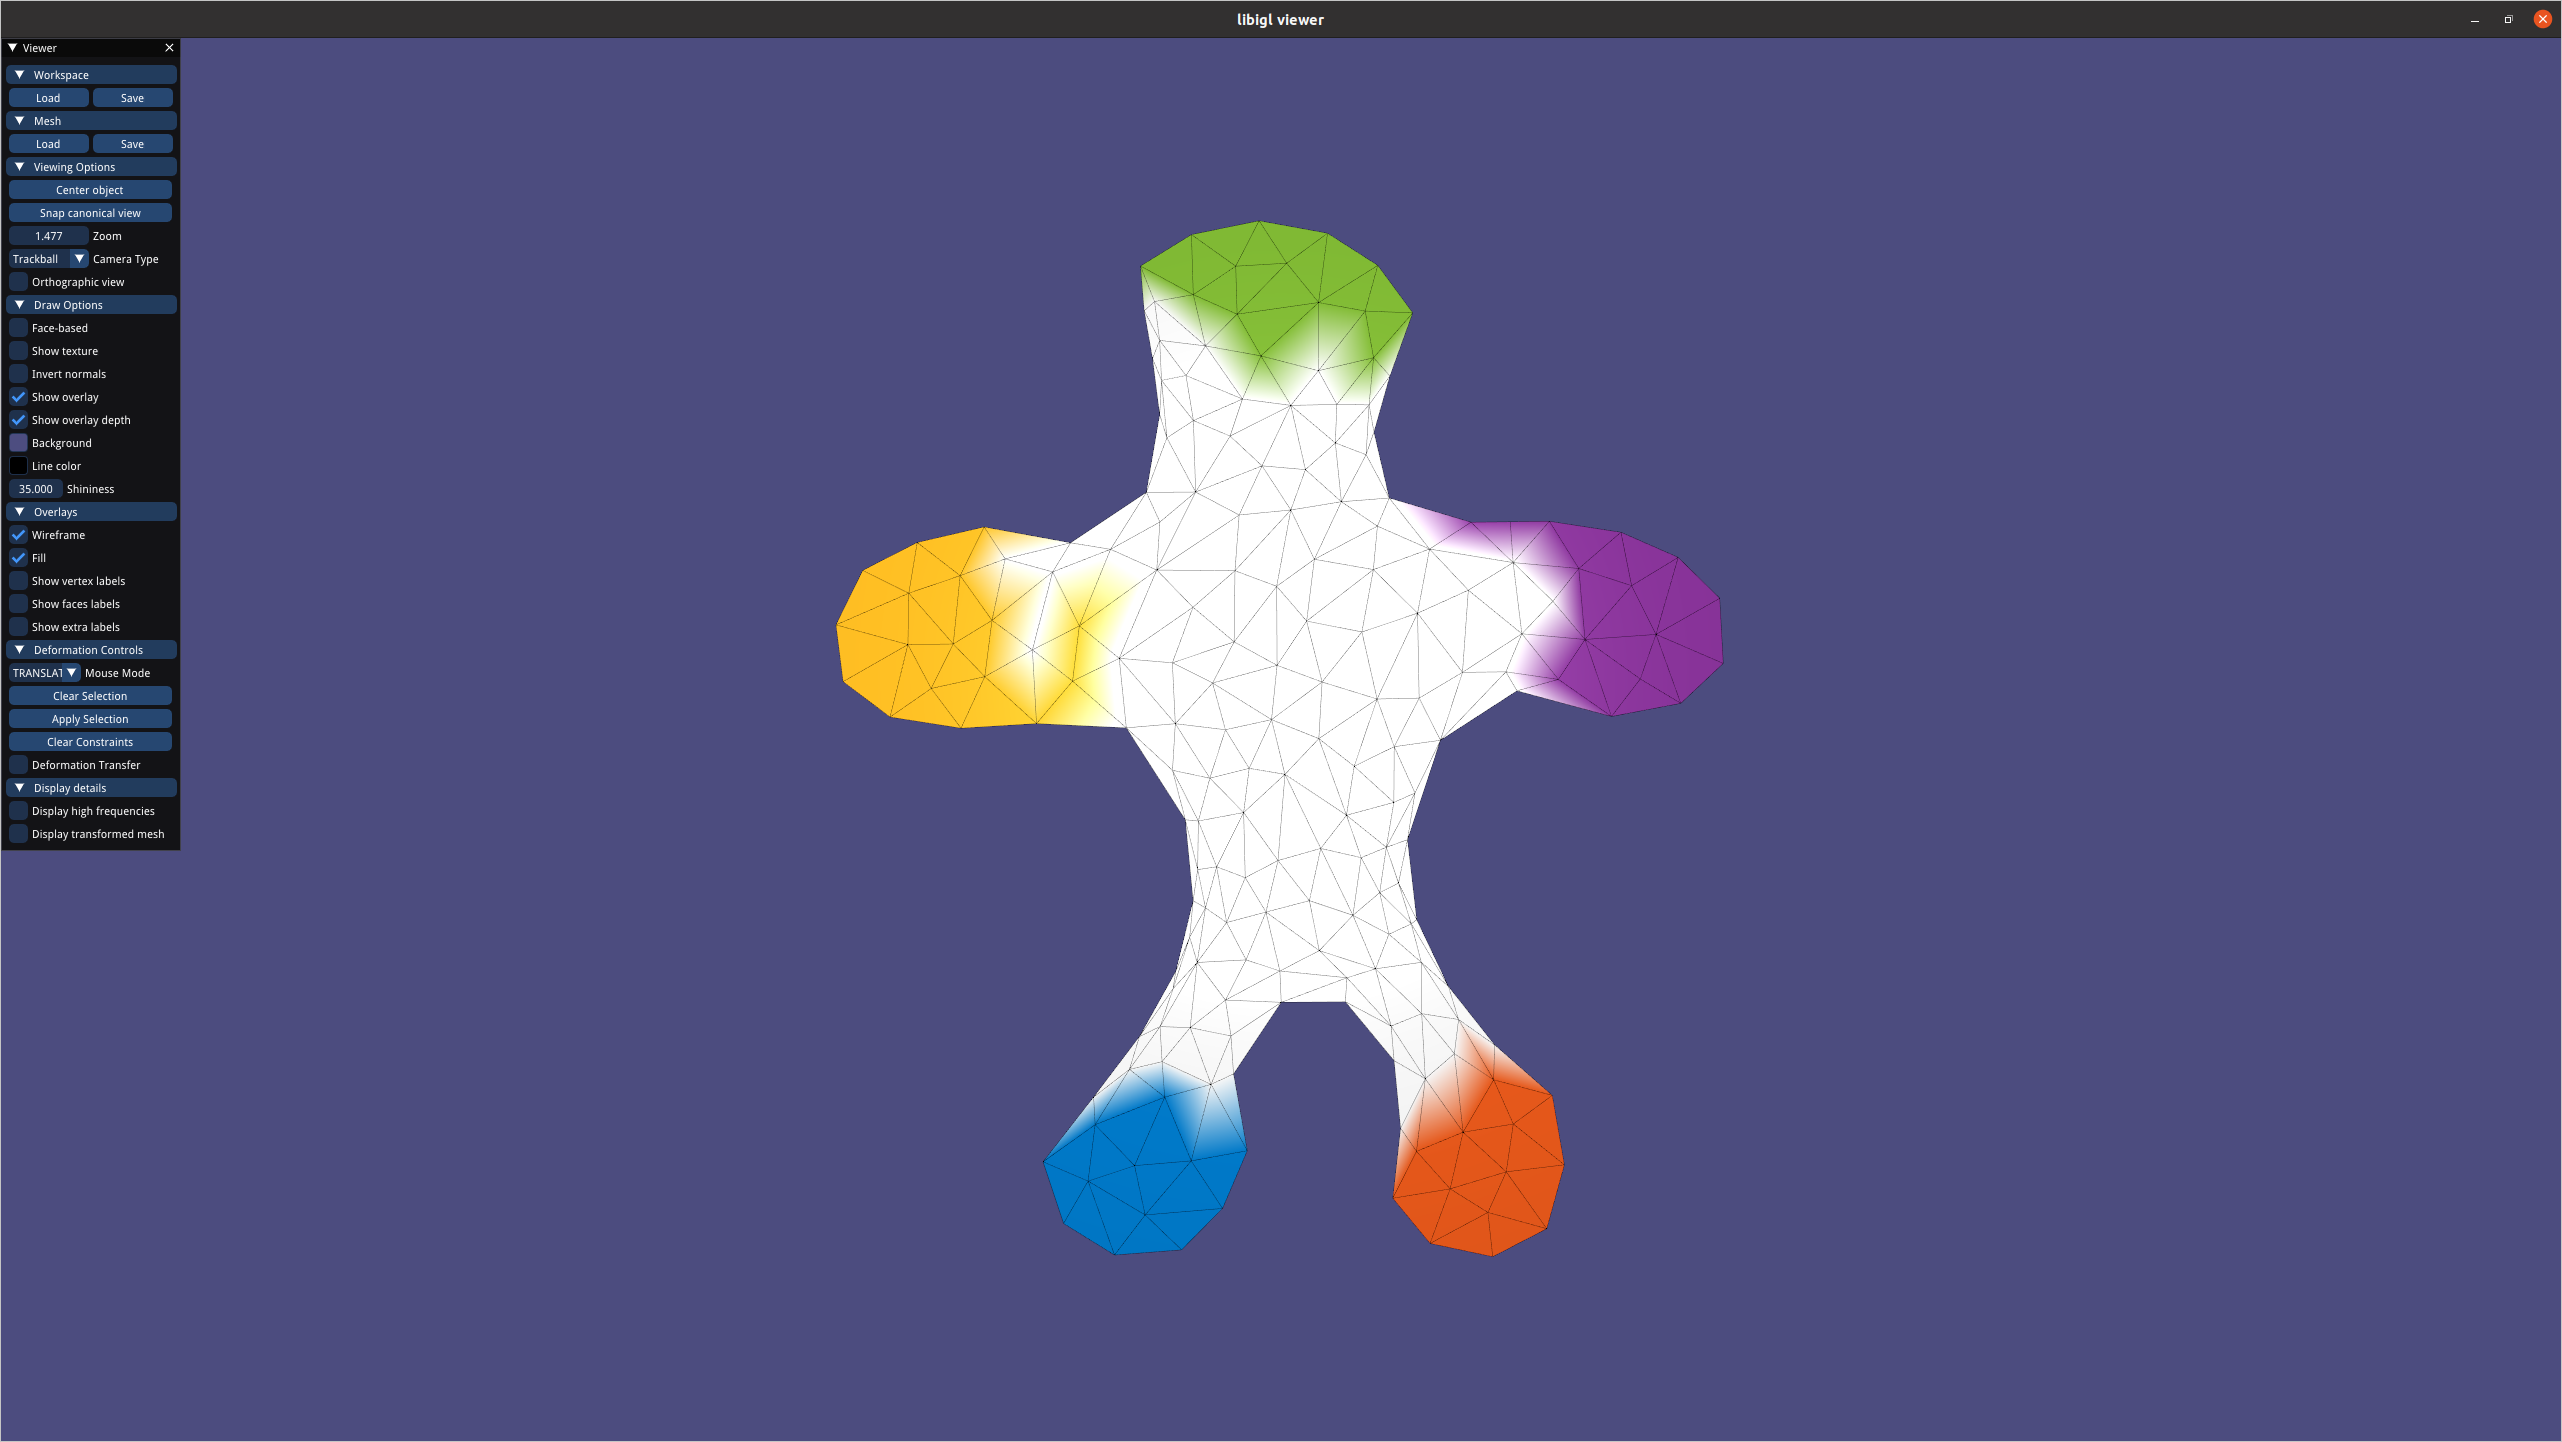 libigl viewer
Viewer
Workspace
Load Save
Mesh
Load Save
Viewing Options
Center object
Snap canonical view
1.477 Zoom
Trackball Camera Type
Orthographic view
Draw Options
Face-based
Show texture
Invert normals
Show overlay
Show overlay depth
Background
Line color
35.000 Shininess
Overlays
Wireframe
Fill
Show vertex labels
Show faces labels
Show extra labels
Deformation Controls
TRANSLAT Mouse Mode
Clear Selection
Apply Selection
Clear Constraints
Deformation Transfer
Display details
Display high frequencies
Display transformed mesh